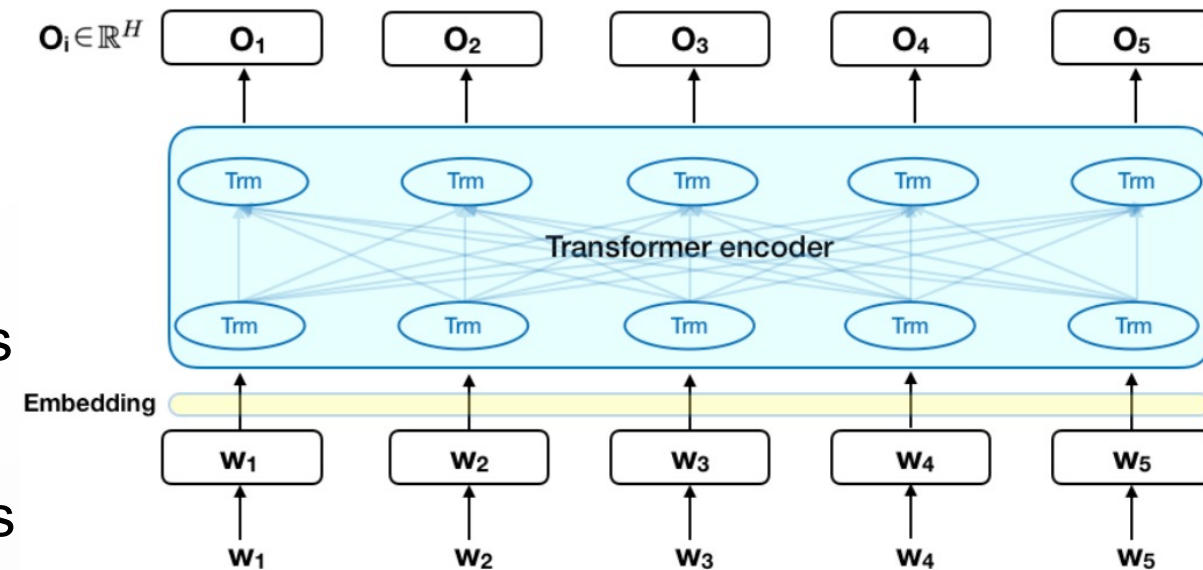 Oᵢ∈ℝᴴ O₁ O₂ O₃ O₄ O₅
Trm Trm Trm Trm Trm
Transformer encoder
Trm Trm Trm Trm Trm
s
Embedding
w₁ w₂ w₃ w₄ w₅
s
w₁ w₂ w₃ w₄ w₅